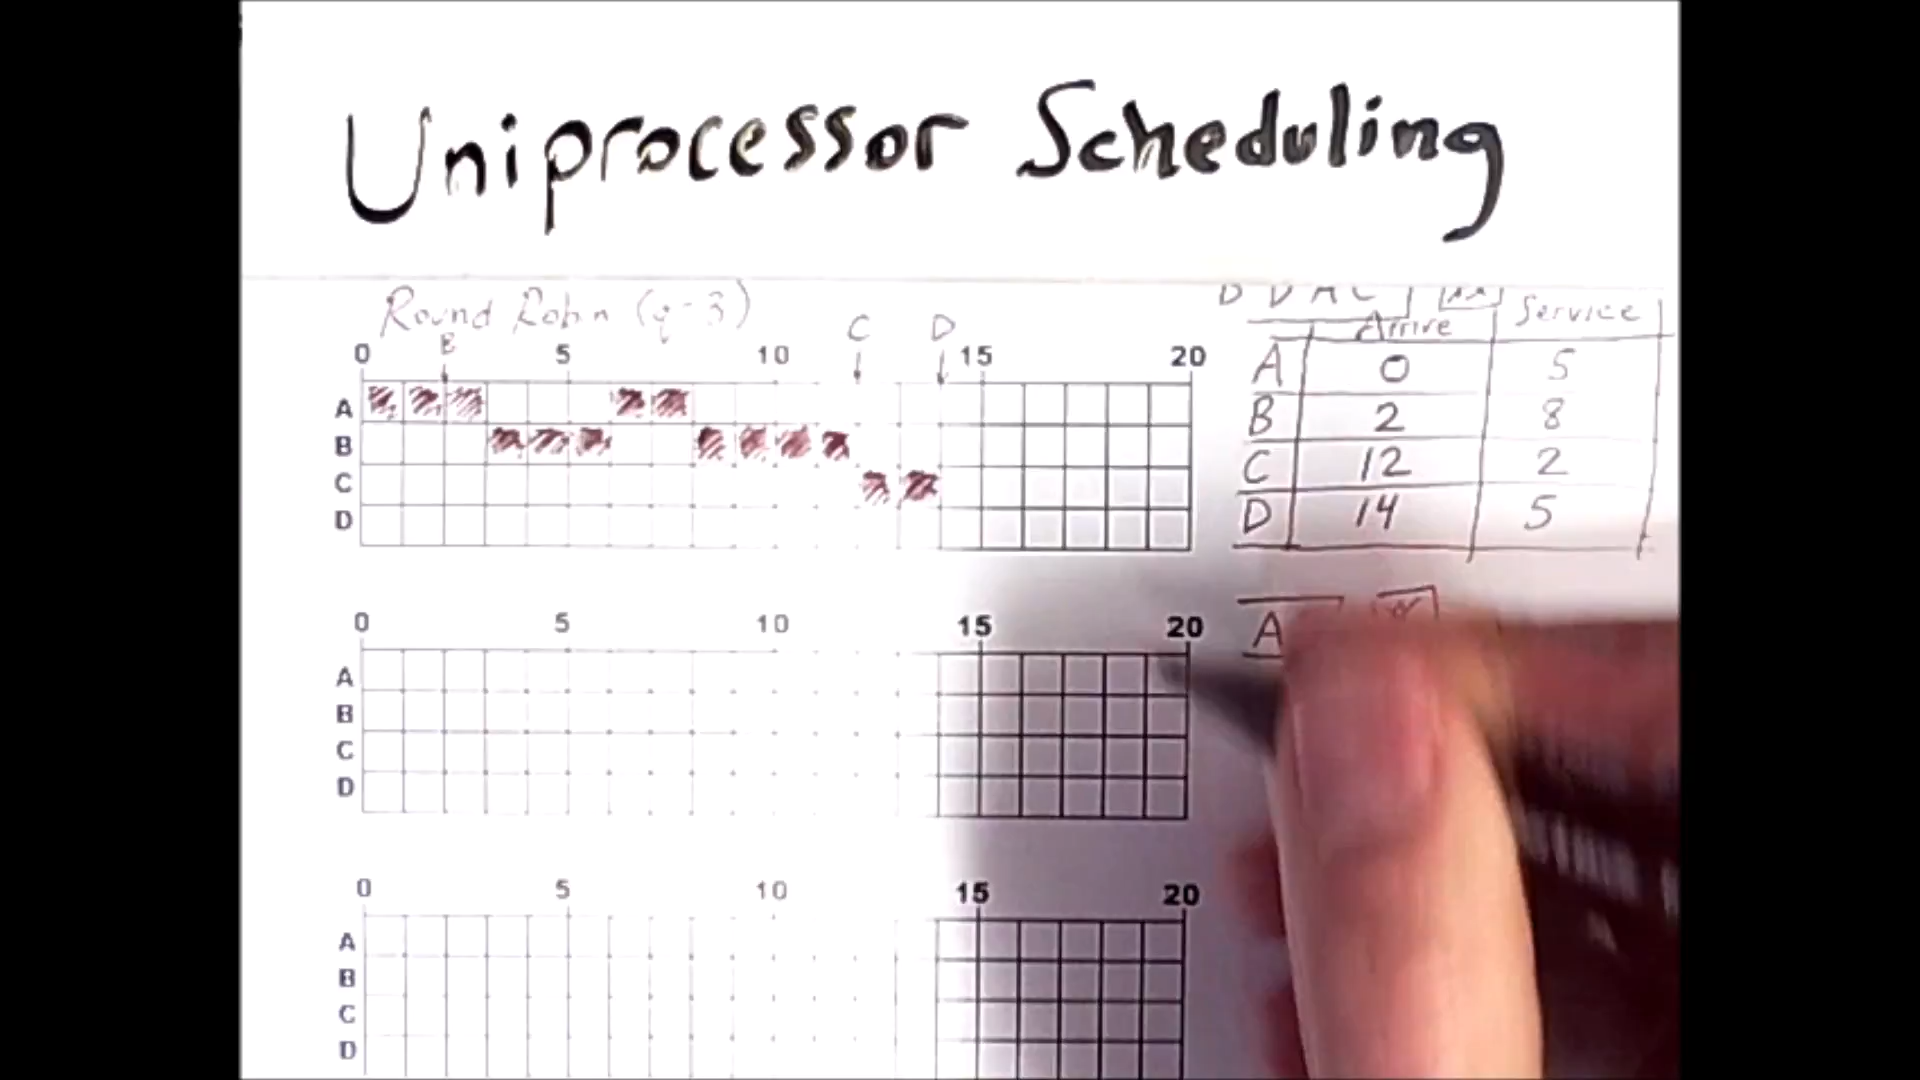 Uniprocessor Scheduling
Round Robin (q=3)
B C D
0 5 10 15 20
A
B
C
D
Arrive Service
A 0 5
B 2 8
C 12 2
D 14 5
A
0 5 10 15 20
A
B
C
D
0 5 10 15 20
A
B
C
D